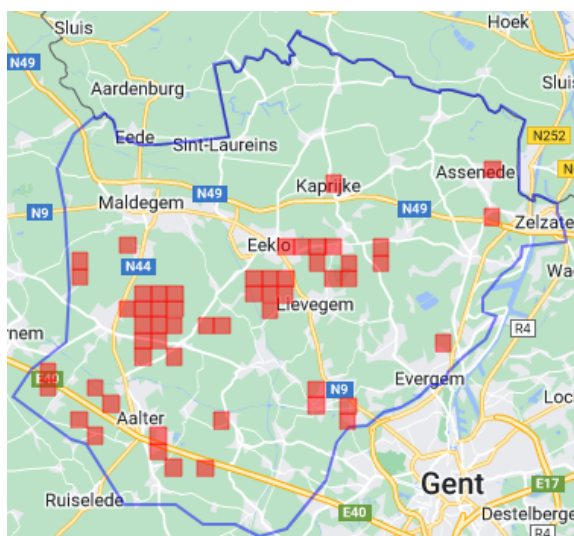 Sluis
Hoek
N49
Aardenburg
Sluis
Eede
N252
Sint-Laureins
Assenede
Kaprijke
N49
Maldegem
N9
N49
Zelzate
Eeklo
N44
Wa
Lievegem
rnem
R4
E40
Evergem
N9
Loc
Aalter
Gent
E17
Ruiselede
E40
Destelberge
R4